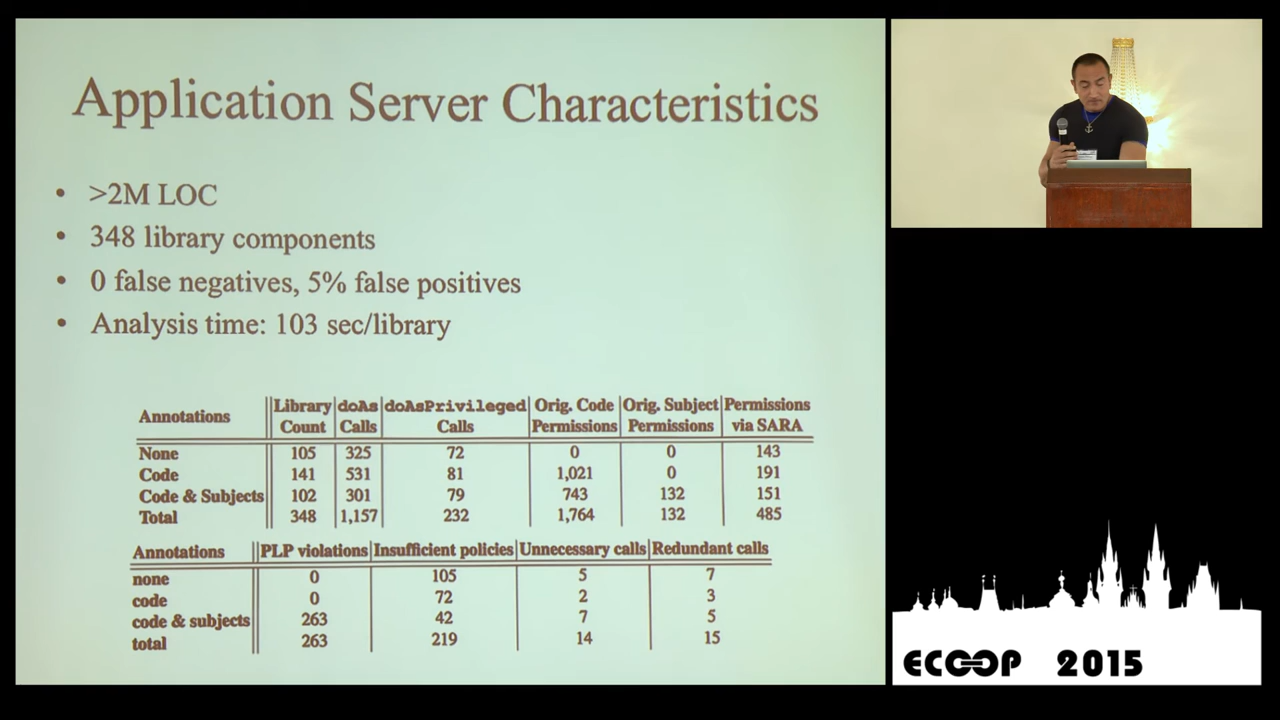 Application Server Characteristics
• >2M LOC
• 348 library components
• 0 false negatives, 5% false positives
• Analysis time: 103 sec/library
Annotations | Library Count | doAs Calls | doAsPrivileged Calls | Orig. Code Permissions | Orig. Subject Permissions | Permissions via SARA
None 105 325 72 0 0 143
Code 141 531 81 1,021 0 191
Code & Subjects 102 301 79 743 132 151
Total 348 1,157 232 1,764 132 485
Annotations | PLP violations | Insufficient policies | Unnecessary calls | Redundant calls
none 0 105 5 7
code 0 72 2 3
code & subjects 263 42 7 5
total 263 219 14 15
ECOOP 2015